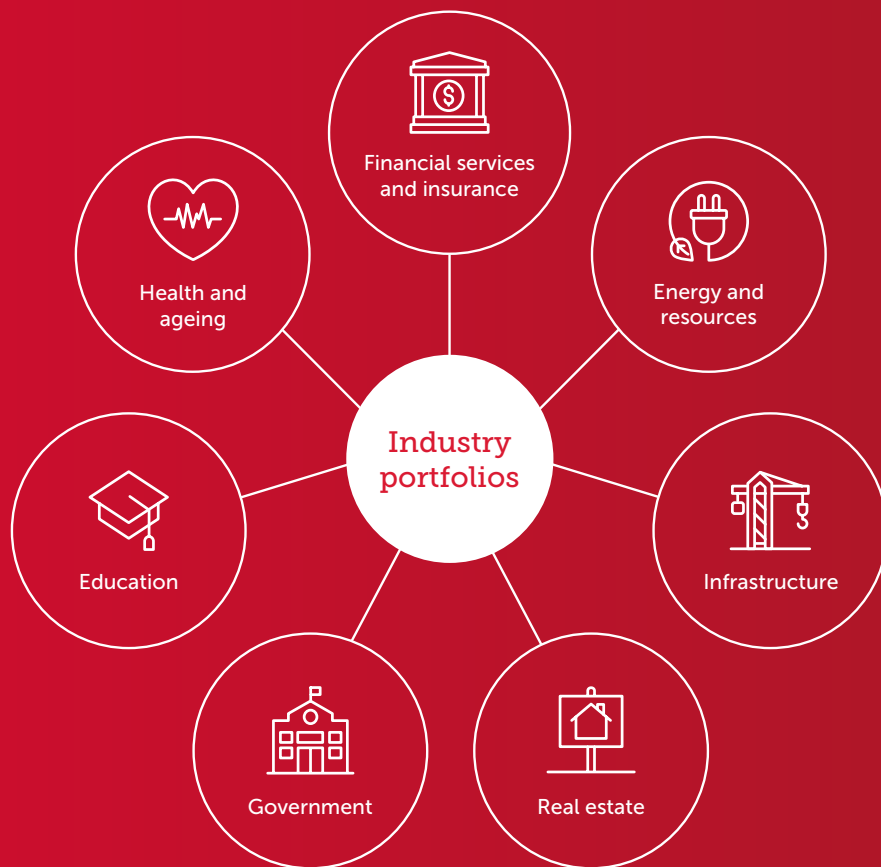 Financial services
and insurance
Health and
ageing
Energy and
resources
Industry
portfolios
Education
Infrastructure
Government
Real estate